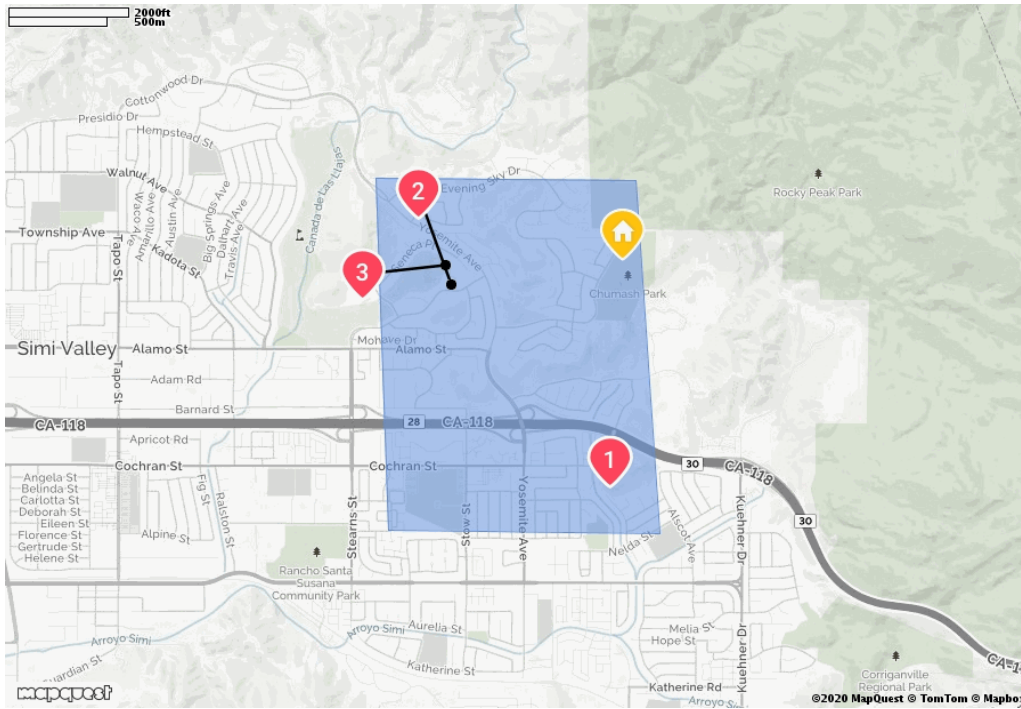 2000ft
500m
Cottonwood Dr
Presidio Dr
Hempstead St
Walnut Ave
Waco Ave
Amarillo Ave
Austin Ave
Big Springs Ave
Dalhart Ave
Travis Ave
Canada de Las Llajas
Township Ave
Kadota St
Tapo St
2
Evening Sky Dr
Yosemite Ave
Seneca Pl
3
Rocky Peak Park
Chumash Park
Simi Valley
Alamo St
Mohave Dr
Alamo St
Adam Rd
Tapo St
Barnard St
CA-118
28
CA-118
Apricot Rd
Cochran St
Cochran St
1
30
CA-118
30
Angela St
Belinda St
Carlotta St
Deborah St
Eileen St
Florence St
Gertrude St
Helene St
Fig St
Ralston St
Alpine St
Stearns St
Stow St
Yosemite Ave
Alscot Ave
Nelda St
Kuehner Dr
Rancho Santa
Susana
Community Park
Arroyo Simi
Arroyo Simi
Aurelia St
Katherine St
Melia St
Hope St
Kuehner Dr
Katherine Rd
Corriganville
Regional Park
mapquest
©2020 MapQuest © TomTom © Mapbox